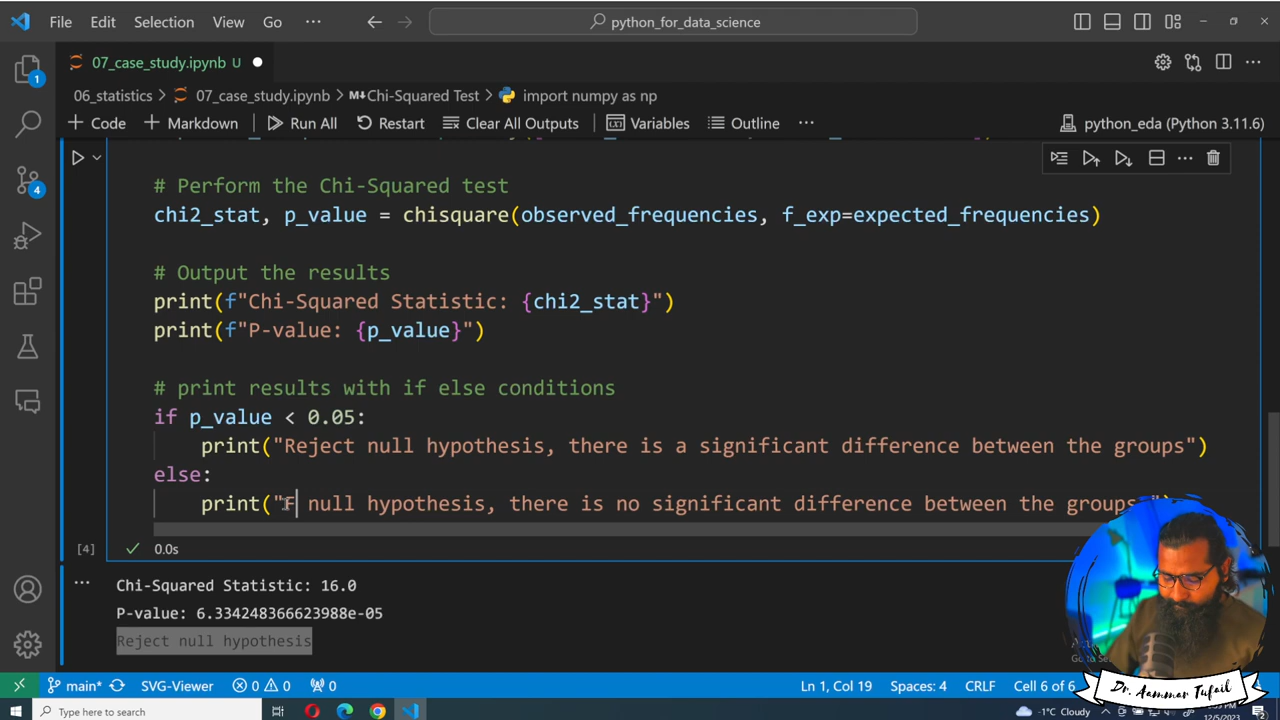 File Edit Selection View Go ··· python_for_data_science
07_case_study.ipynb U
06_statistics > 07_case_study.ipynb > Chi-Squared Test > import numpy as np
+ Code + Markdown Run All Restart Clear All Outputs Variables Outline ··· python_eda (Python 3.11.6)
# Perform the Chi-Squared test
chi2_stat, p_value = chisquare(observed_frequencies, f_exp=expected_frequencies)
# Output the results
print(f"Chi-Squared Statistic: {chi2_stat}")
print(f"P-value: {p_value}")
# print results with if else conditions
if p_value < 0.05:
print("Reject null hypothesis, there is a significant difference between the groups")
else:
print("F null hypothesis, there is no significant difference between the groups
[4] 0.0s
Chi-Squared Statistic: 16.0
P-value: 6.334248366623988e-05
Reject null hypothesis
1
4
main* SVG-Viewer 0 0 0 Ln 1, Col 19 Spaces: 4 CRLF Cell 6 of 6
Dr. Aammar Tufail
Type here to search -1°C Cloudy 12/5/2023